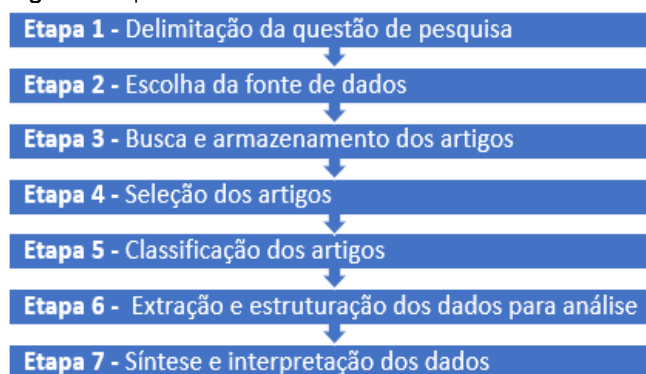 Etapa 1 - Delimitação da questão de pesquisa
Etapa 2 - Escolha da fonte de dados
Etapa 3 - Busca e armazenamento dos artigos
Etapa 4 - Seleção dos artigos
Etapa 5 - Classificação dos artigos
Etapa 6 - Extração e estruturação dos dados para análise
Etapa 7 - Síntese e interpretação dos dados